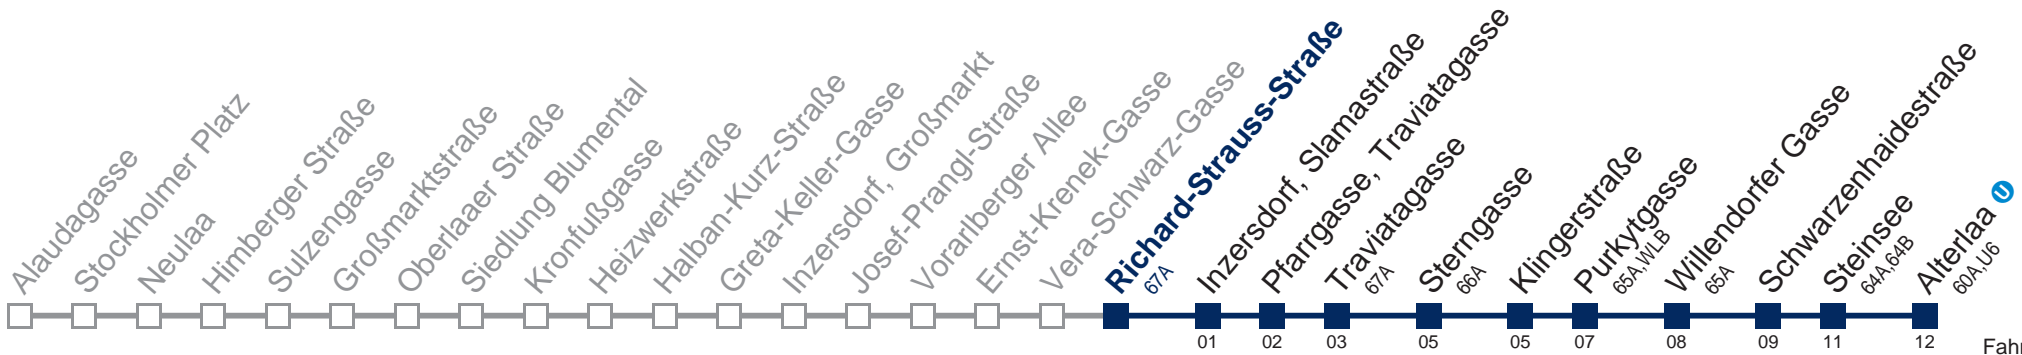 Alaudagasse
Stockholmer Platz
Neulaa
Himberger Straße
Sulzengasse
Großmarktstraße
Oberlaaer Straße
Siedlung Blumental
Kronfußgasse
Heizwerkstraße
Halban-Kurz-Straße
Greta-Keller-Gasse
Inzersdorf, Großmarkt
Josef-Prangl-Straße
Vorarlberger Allee
Ernst-Krenek-Gasse
Vera-Schwarz-Gasse
Richard-Strauss-Straße
67A
Inzersdorf, Slamastraße
Pfarrgasse, Traviatagasse
Traviatagasse
67A
Sterngasse
66A
Klingerstraße
Purkytgasse
65A,WLB
Willendorfer Gasse
65A
Schwarzenhaidestraße
Steinsee
64A,64B
Alterlaa U
60A,U6
01 02 03 05 05 07 08 09 11 12
Fahr